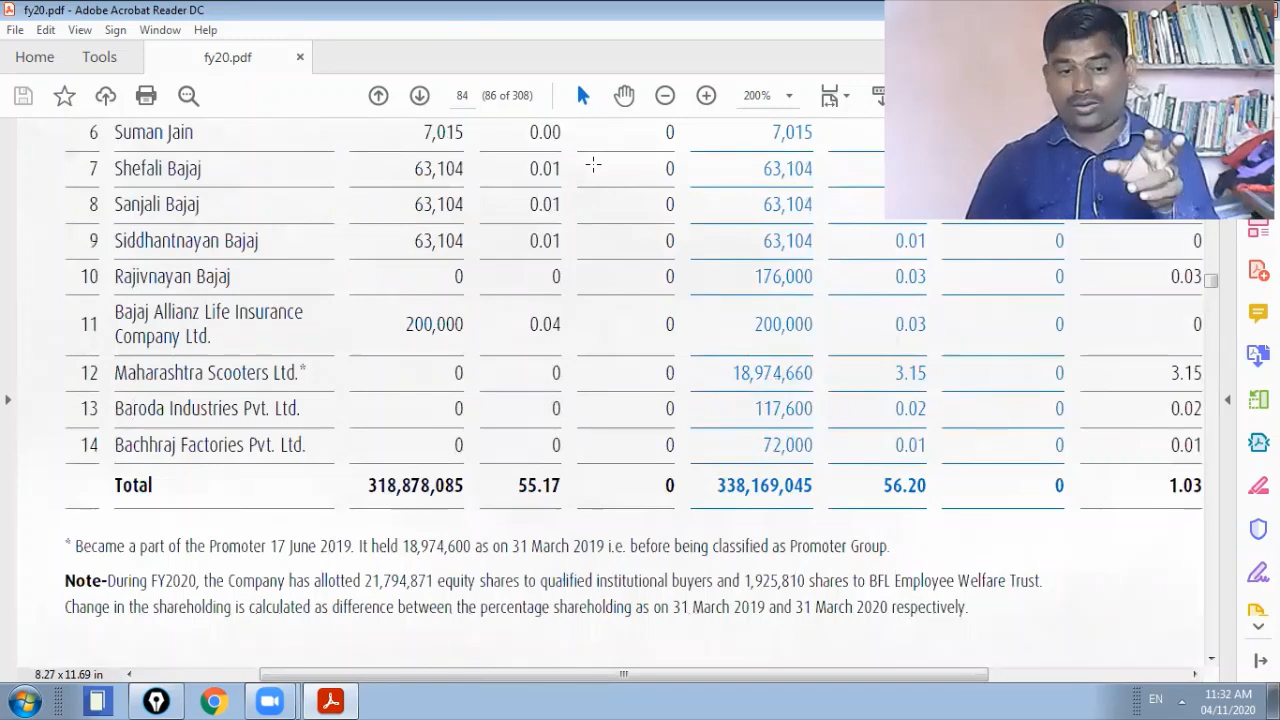 fy20.pdf - Adobe Acrobat Reader DC
File Edit View Sign Window Help
Home Tools fy20.pdf ×
84 (86 of 308) 200%
6 Suman Jain 7,015 0.00 0 7,015
7 Shefali Bajaj 63,104 0.01 0 63,104
8 Sanjali Bajaj 63,104 0.01 0 63,104
9 Siddhantnayan Bajaj 63,104 0.01 0 63,104 0.01 0 0
10 Rajivnayan Bajaj 0 0 0 176,000 0.03 0 0.03
11 Bajaj Allianz Life Insurance
Company Ltd. 200,000 0.04 0 200,000 0.03 0 0
12 Maharashtra Scooters Ltd.* 0 0 0 18,974,660 3.15 0 3.15
13 Baroda Industries Pvt. Ltd. 0 0 0 117,600 0.02 0 0.02
14 Bachhraj Factories Pvt. Ltd. 0 0 0 72,000 0.01 0 0.01
Total 318,878,085 55.17 0 338,169,045 56.20 0 1.03
* Became a part of the Promoter 17 June 2019. It held 18,974,600 as on 31 March 2019 i.e. before being classified as Promoter Group.
Note-During FY2020, the Company has allotted 21,794,871 equity shares to qualified institutional buyers and 1,925,810 shares to BFL Employee Welfare Trust.
Change in the shareholding is calculated as difference between the percentage shareholding as on 31 March 2019 and 31 March 2020 respectively.
8.27 x 11.69 in
EN 11:32 AM
04/11/2020